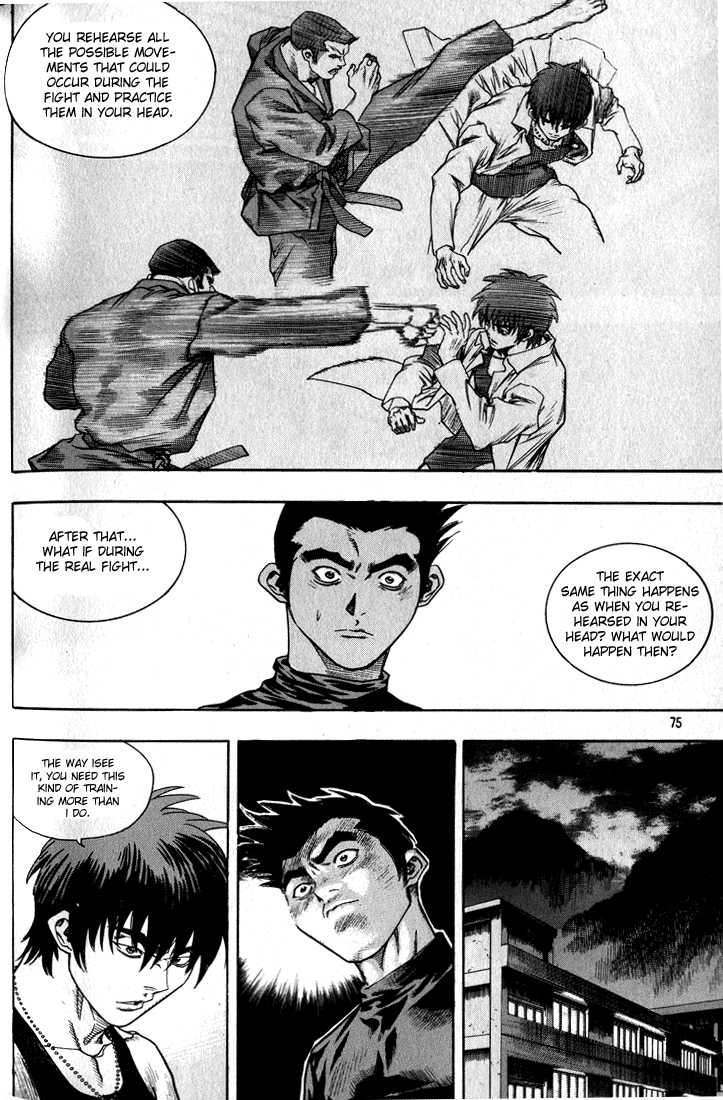 YOU REHEARSE ALL
THE POSSIBLE MOVE-
MENTS THAT COULD
OCCUR DURING THE
FIGHT AND PRACTICE
THEM IN YOUR HEAD.
AFTER THAT...
WHAT IF DURING
THE REAL FIGHT...
THE EXACT
SAME THING HAPPENS
AS WHEN YOU RE-
HEARSED IN YOUR
HEAD? WHAT WOULD
HAPPEN THEN?
75
THE WAY ISEE
IT, YOU NEED THIS
KIND OF TRAIN-
ING MORE THAN
I DO.